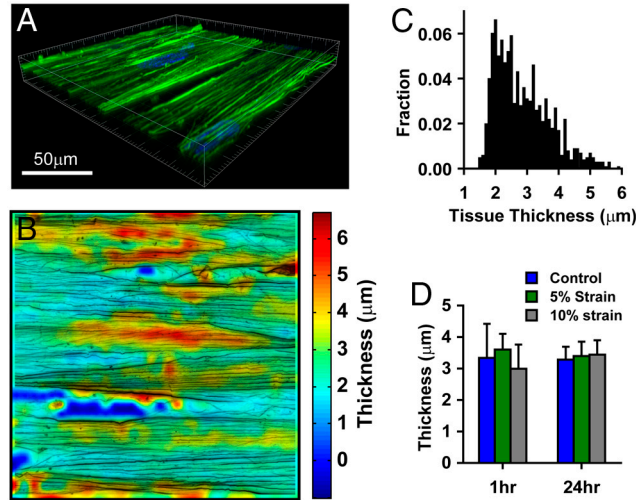 A
50μm
B
6
5
4
3
2
1
0
Thickness (μm)
C
0.06
0.04
0.02
0.00
Fraction
1 2 3 4 5 6
Tissue Thickness (μm)
D
Control
5% Strain
10% strain
5
4
3
2
1
0
Thickness (μm)
1hr 24hr